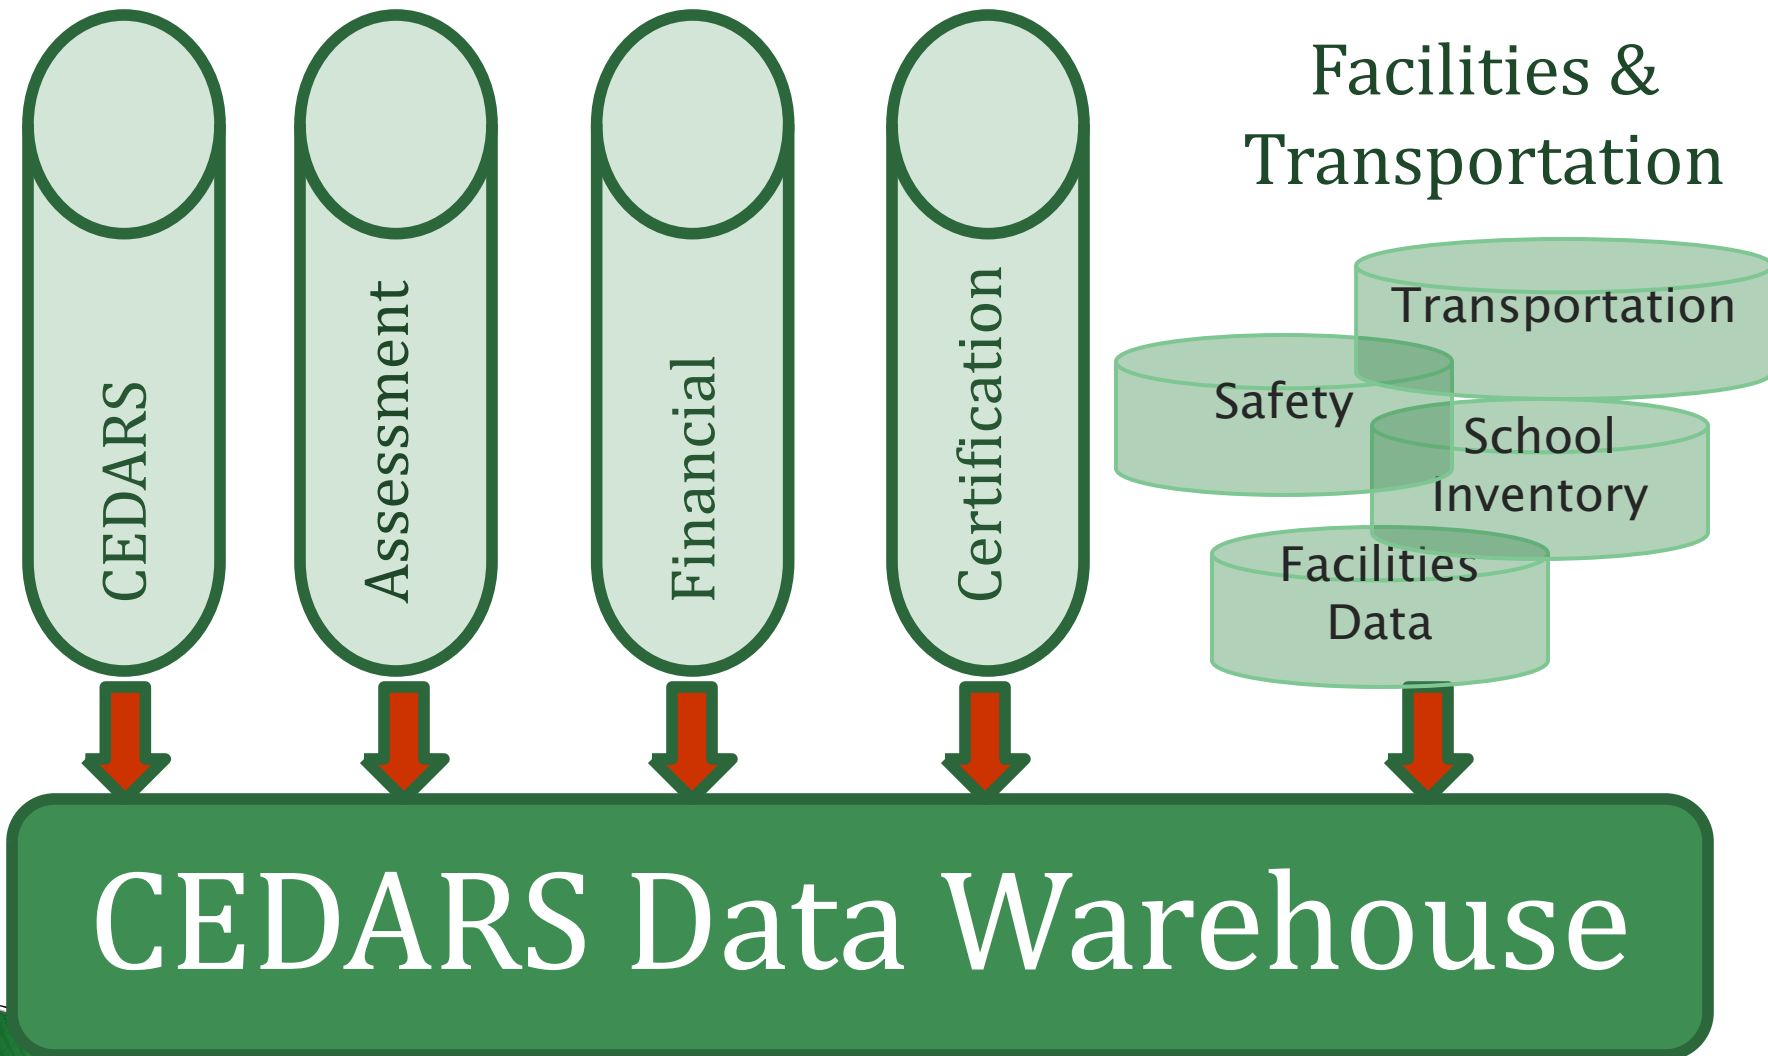 CEDARS
Assessment
Financial
Certification
Facilities &
Transportation
Transportation
Safety
School
Inventory
Facilities
Data
CEDARS Data Warehouse